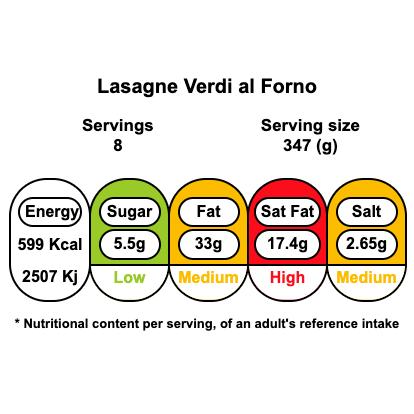 Lasagne Verdi al Forno
Servings Serving size
8 347 (g)
Energy Sugar Fat Sat Fat Salt
599 Kcal 5.5g 33g 17.4g 2.65g
2507 Kj Low Medium High Medium
* Nutritional content per serving, of an adult's reference intake